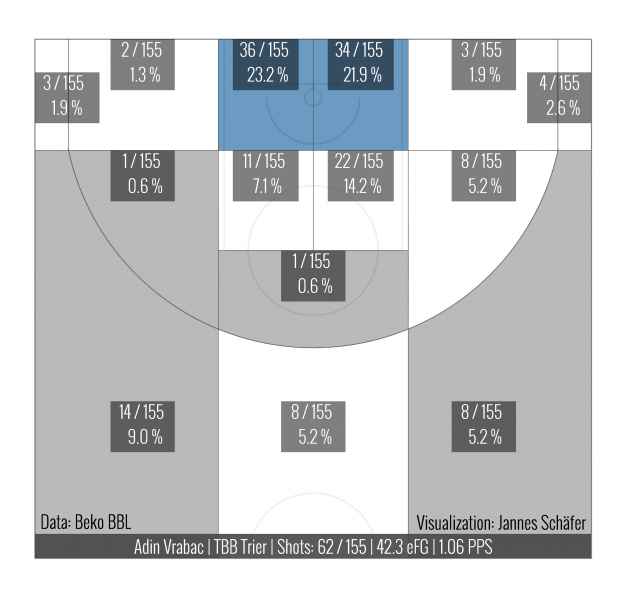 2 / 155
1.3 %
36 / 155
23.2 %
34 / 155
21.9 %
3 / 155
1.9 %
3 / 155
1.9 %
4 / 155
2.6 %
1 / 155
0.6 %
11 / 155
7.1 %
22 / 155
14.2 %
8 / 155
5.2 %
1 / 155
0.6 %
14 / 155
9.0 %
8 / 155
5.2 %
8 / 155
5.2 %
Data: Beko BBL
Visualization: Jannes Schäfer
Adin Vrabac | TBB Trier | Shots: 62 / 155 | 42.3 eFG | 1.06 PPS